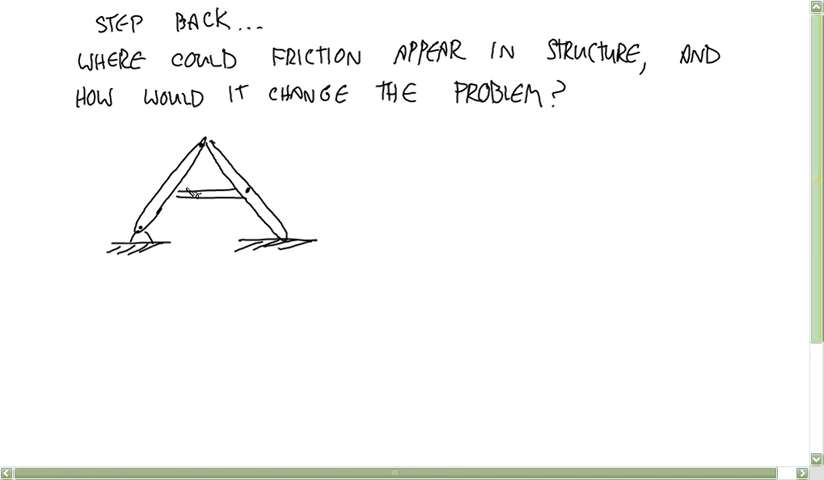 STEP BACK...
WHERE COULD FRICTION APPEAR IN STRUCTURE, AND
HOW WOULD IT CHANGE THE PROBLEM?